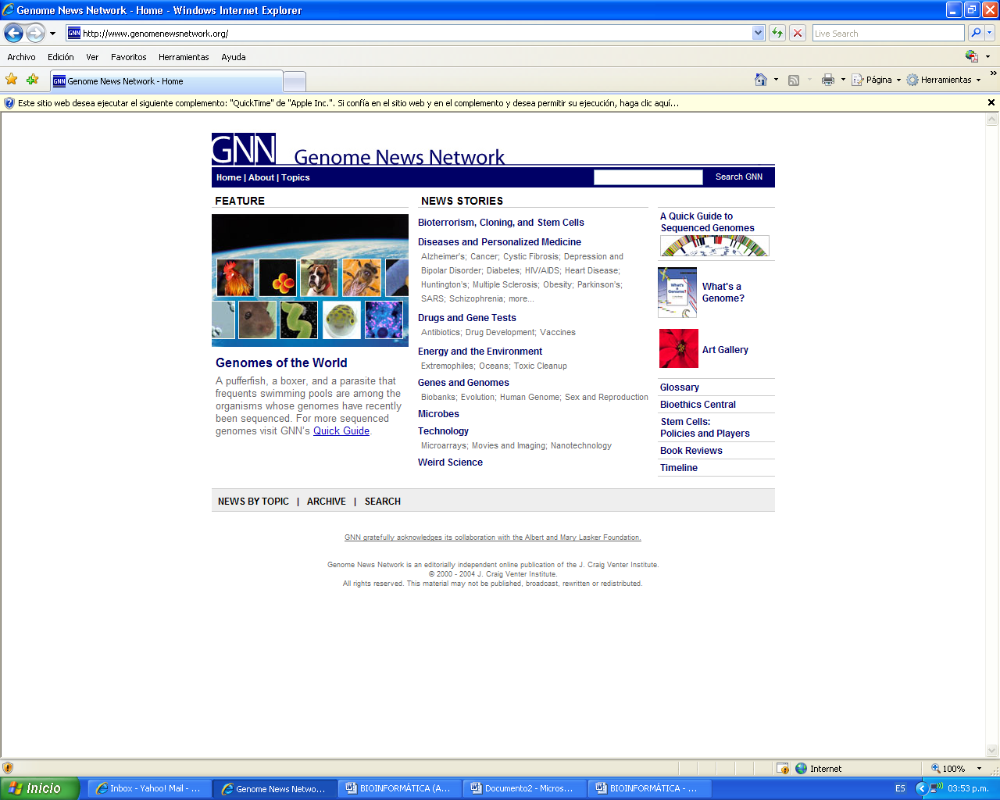 Genome News Network - Home - Windows Internet Explorer
GNN http://www.genomenewsnetwork.org/
Live Search
Archivo Edición Ver Favoritos Herramientas Ayuda
GNN Genome News Network - Home
Página Herramientas
Este sitio web desea ejecutar el siguiente complemento: "QuickTime" de "Apple Inc.". Si confía en el sitio web y en el complemento y desea permitir su ejecución, haga clic aquí...
GNN Genome News Network
Home | About | Topics
Search GNN
FEATURE
Genomes of the World
A pufferfish, a boxer, and a parasite that
frequents swimming pools are among the
organisms whose genomes have recently
been sequenced. For more sequenced
genomes visit GNN's Quick Guide.
NEWS STORIES
Bioterrorism, Cloning, and Stem Cells
Diseases and Personalized Medicine
Alzheimer's; Cancer; Cystic Fibrosis; Depression and
Bipolar Disorder; Diabetes; HIV/AIDS; Heart Disease;
Huntington's; Multiple Sclerosis; Obesity; Parkinson's;
SARS; Schizophrenia; more...
Drugs and Gene Tests
Antibiotics; Drug Development; Vaccines
Energy and the Environment
Extremophiles; Oceans; Toxic Cleanup
Genes and Genomes
Biobanks; Evolution; Human Genome; Sex and Reproduction
Microbes
Technology
Microarrays; Movies and Imaging; Nanotechnology
Weird Science
A Quick Guide to
Sequenced Genomes
What's
a
Genome?
What's a
Genome?
Art Gallery
Glossary
Bioethics Central
Stem Cells:
Policies and Players
Book Reviews
Timeline
NEWS BY TOPIC | ARCHIVE | SEARCH
GNN gratefully acknowledges its collaboration with the Albert and Mary Lasker Foundation.
Genome News Network is an editorially independent online publication of the J. Craig Venter Institute.
© 2000 - 2004 J. Craig Venter Institute.
All rights reserved. This material may not be published, broadcast, rewritten or redistributed.
Internet 100%
Inicio Inbox - Yahoo! Mail - ... Genome News Netwo... BIOINFORMÁTICA (A... Documento2 - Micros... BIOINFORMÁTICA - ... ES 03:53 p.m.